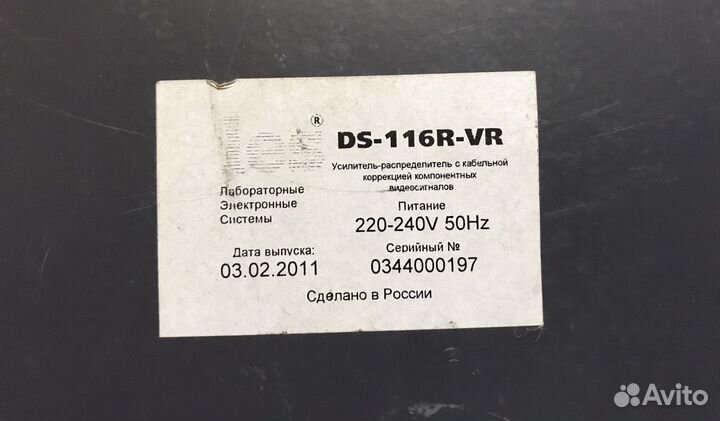 ®
DS-116R-VR
Усилитель-распределитель с кабельной
коррекцией компонентных
видеосигналов
Лабораторные
Электронные
Системы
Питание
220-240V 50Hz
Дата выпуска:
03.02.2011
Серийный №
0344000197
Сделано в России
Avito